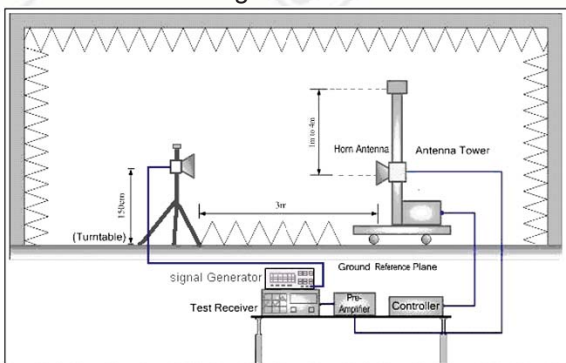 1m to 4m
Horn Antenna
Antenna Tower
150cm
3m
(Turntable)
Ground Reference Plane
signal Generator
Test Receiver
Pre-
Amplifier
Controller